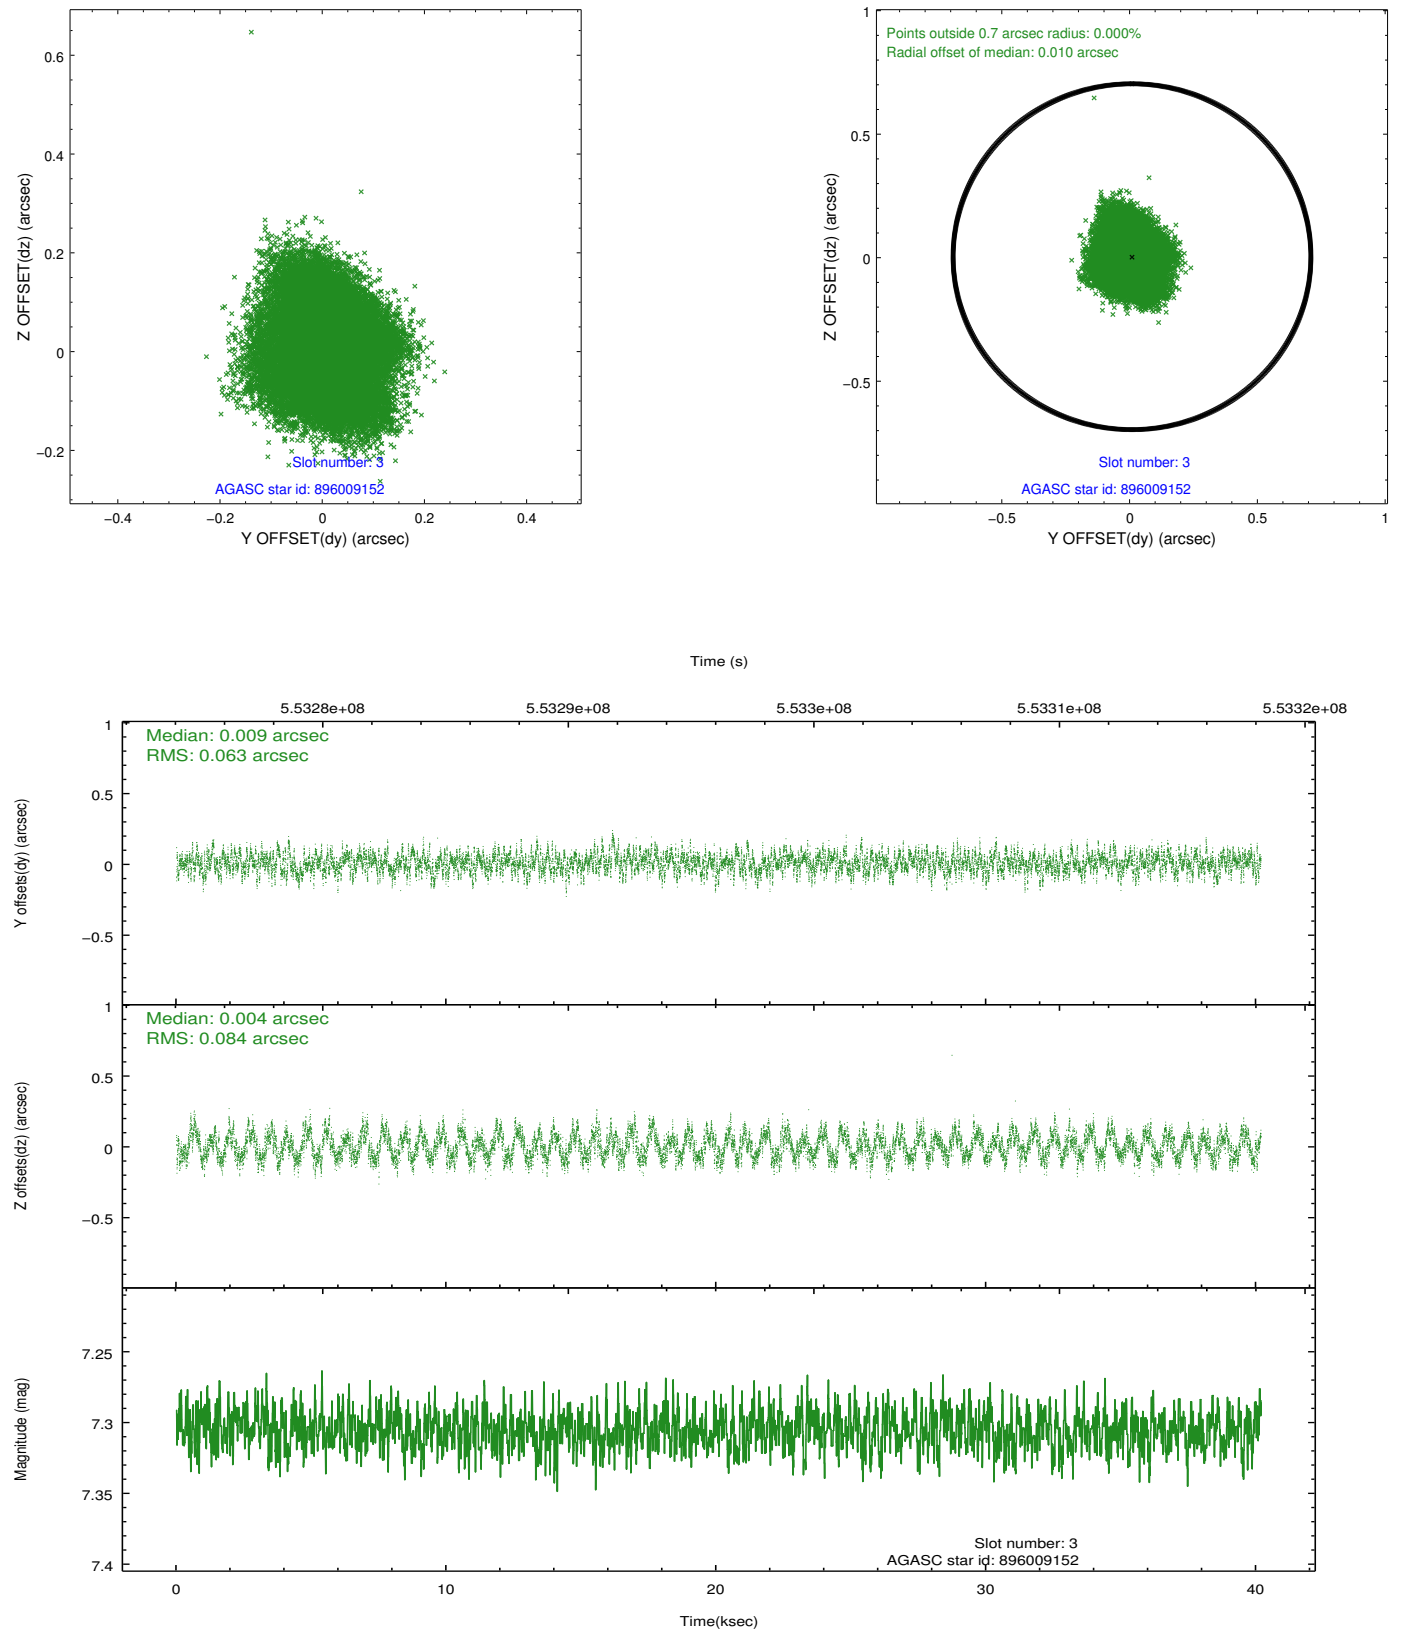 0.6
0.4
0.2
0
−0.2
Z OFFSET(dz) (arcsec)
Slot number: 3
AGASC star id: 896009152
−0.4 −0.2 0 0.2 0.4
Y OFFSET(dy) (arcsec)
1
0.5
0
−0.5
Z OFFSET(dz) (arcsec)
Points outside 0.7 arcsec radius: 0.000%
Radial offset of median: 0.010 arcsec
Slot number: 3
AGASC star id: 896009152
−0.5 0 0.5 1
Y OFFSET(dy) (arcsec)
Time (s)
5.5328e+08 5.5329e+08 5.533e+08 5.5331e+08 5.5332e+08
Median: 0.009 arcsec
RMS: 0.063 arcsec
1
0.5
0
−0.5
Y offsets(dy) (arcsec)
Median: 0.004 arcsec
RMS: 0.084 arcsec
1
0.5
0
−0.5
Z offsets(dz) (arcsec)
7.25
7.3
7.35
7.4
Magnitude (mag)
Slot number: 3
AGASC star id: 896009152
0 10 20 30 40
Time(ksec)